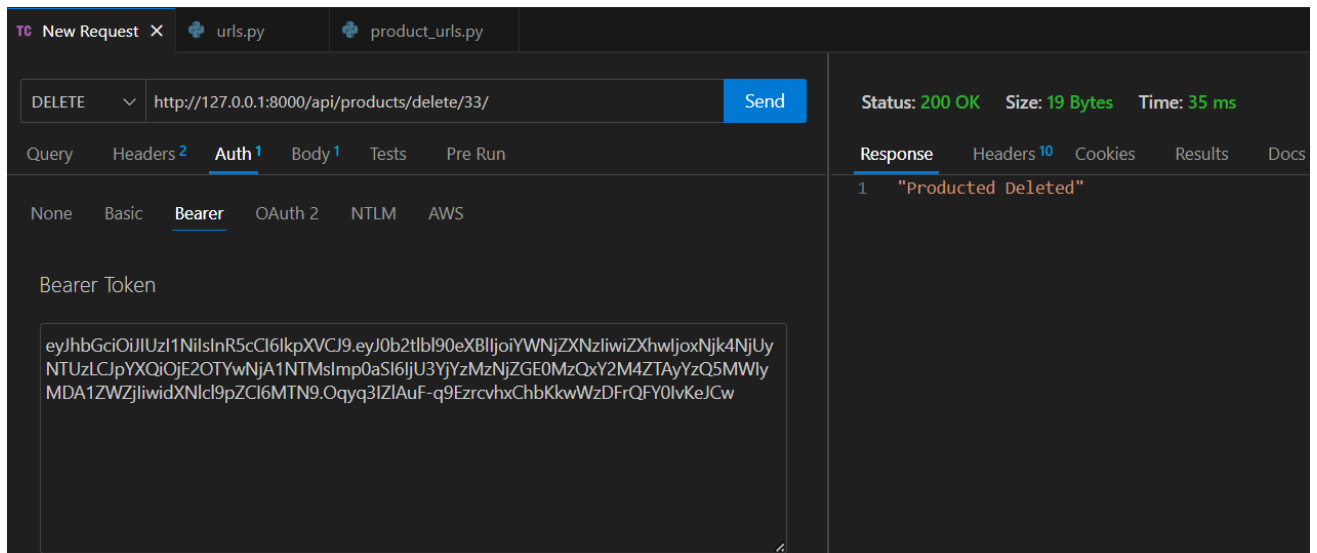 TC New Request × urls.py product_urls.py
DELETE http://127.0.0.1:8000/api/products/delete/33/ Send
Status: 200 OK Size: 19 Bytes Time: 35 ms
Query Headers 2 Auth 1 Body 1 Tests Pre Run
Response Headers 10 Cookies Results Docs
1 "Producted Deleted"
None Basic Bearer OAuth 2 NTLM AWS
Bearer Token
eyJhbGciOiJIUzI1NiIsInR5cCI6IkpXVCJ9.eyJ0b2tlbl90eXBlIjoiYWNjZXNzIiwiZXhwIjoxNjk4NjUy
NTUzLCJpYXQiOjE2OTYwNjA1NTMsImp0aSI6IjU3YjYzMzNjZGE0MzQxY2M4ZTAyYzQ5MWIy
MDA1ZWZjIiwidXNlcl9pZCI6MTN9.Oqyq3IZlAuF-q9EzrcvhxChbKkwWzDFrQFY0IvKeJCw